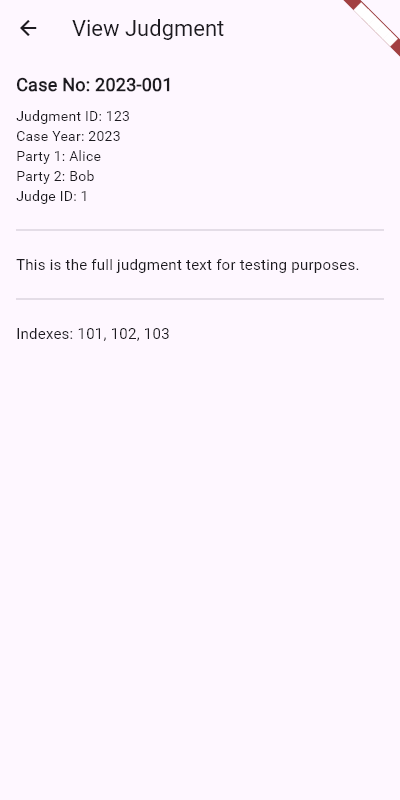 View Judgment
Case No: 2023-001
Judgment ID: 123
Case Year: 2023
Party 1: Alice
Party 2: Bob
Judge ID: 1
This is the full judgment text for testing purposes.
Indexes: 101, 102, 103